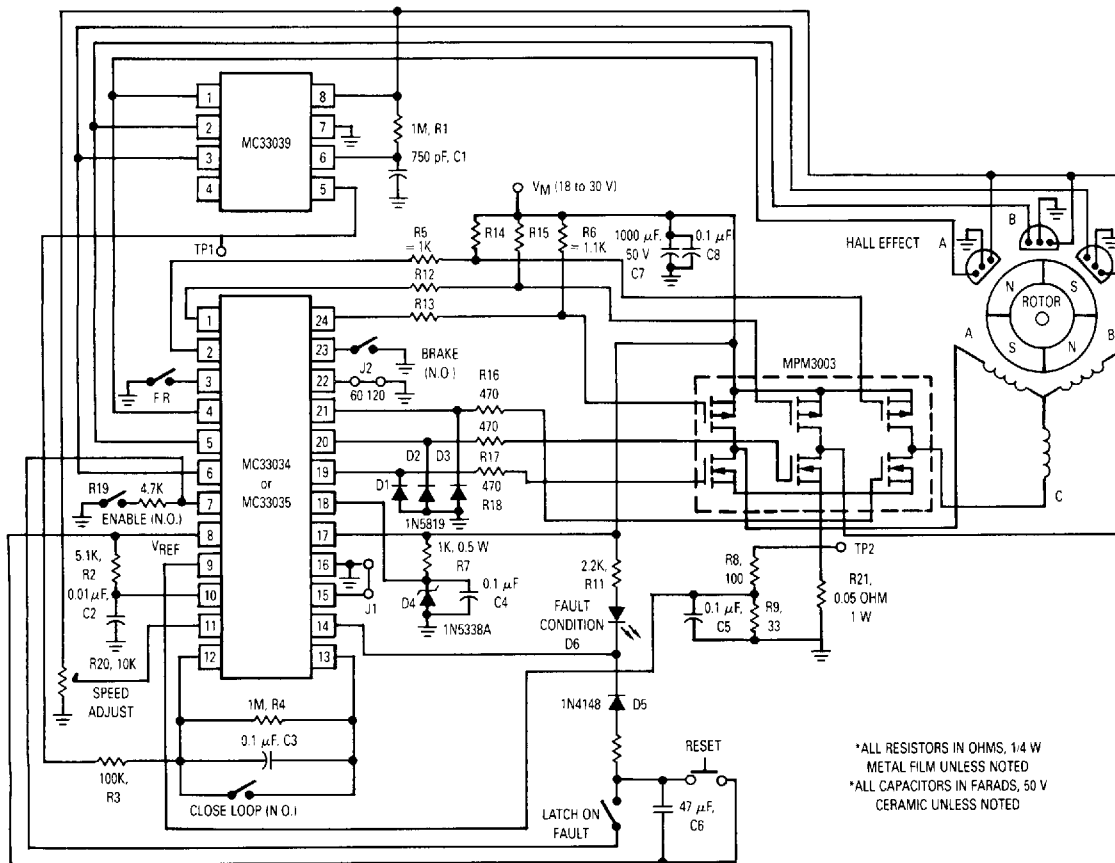 1
2
3
4
MC33039
8
7
6
5
1M, R1
750 pF, C1
TP1
VM (18 to 30 V)
R5
= 1K
R12
R13
R14
R15
R6
= 1.1K
1000 µF,
50 V
C7
0.1 µF,
C8
B
HALL EFFECT
A
N
S
ROTOR
S
N
A
B
C
MPM3003
1
2
3
4
5
6
7
8
9
10
11
12
MC33034
or
MC33035
24
23
22
21
20
19
18
17
16
15
14
13
F R
J2
BRAKE
(N.O.)
60 120
R16
470
470
R17
470
R18
D2
D3
D1
1N5819
R19
4.7K
ENABLE (N.O.)
VREF
5.1K,
R2
0.01 µF,
C2
R20, 10K
SPEED
ADJUST
1K, 0.5 W
R7
D4
0.1 µF
C4
1N5338A
J1
2.2K,
R11
FAULT
CONDITION
D6
R8,
100
TP2
R21,
0.05 OHM
1 W
0.1 µF,
C5
R9,
33
1N4148
D5
1M, R4
0.1 µF, C3
100K,
R3
CLOSE LOOP (N O.)
RESET
LATCH ON
FAULT
47 µF,
C6
*ALL RESISTORS IN OHMS, 1/4 W
METAL FILM UNLESS NOTED
*ALL CAPACITORS IN FARADS, 50 V
CERAMIC UNLESS NOTED